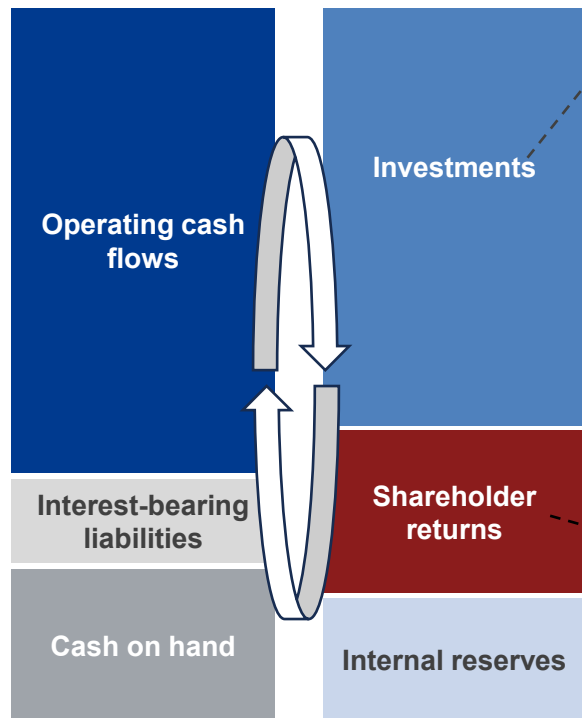 Operating cash
flows
Interest-bearing
liabilities
Cash on hand
Investments
Shareholder
returns
Internal reserves